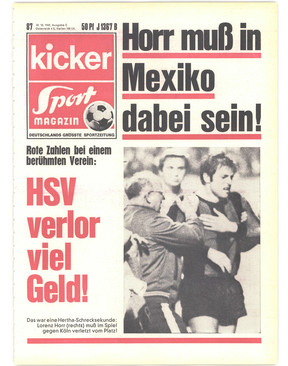 87
50 Pf J 1367 B
kicker
Sport
MAGAZIN
DEUTSCHLANDS GRÖSSTE SPORTZEITUNG
Horr muß in
Mexiko
dabei sein!
Rote Zahlen bei einem
berühmten Verein:
HSV
verlor
viel
Geld!
Das war eine Hertha-Schrecksekunde:
Lorenz Horr (rechts) muß im Spiel
gegen Köln verletzt vom Platz!